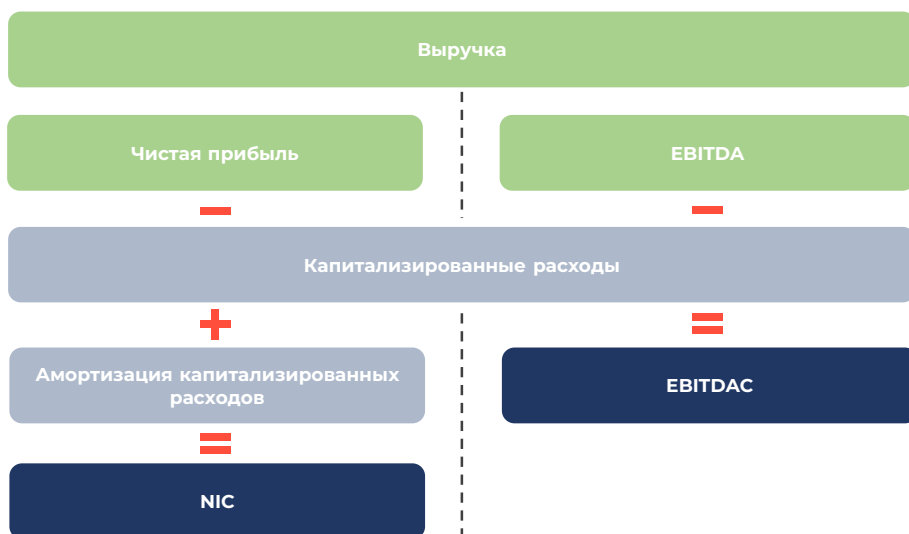 Выручка
Чистая прибыль
EBITDA
Капитализированные расходы
Амортизация капитализированных
расходов
EBITDAC
NIC